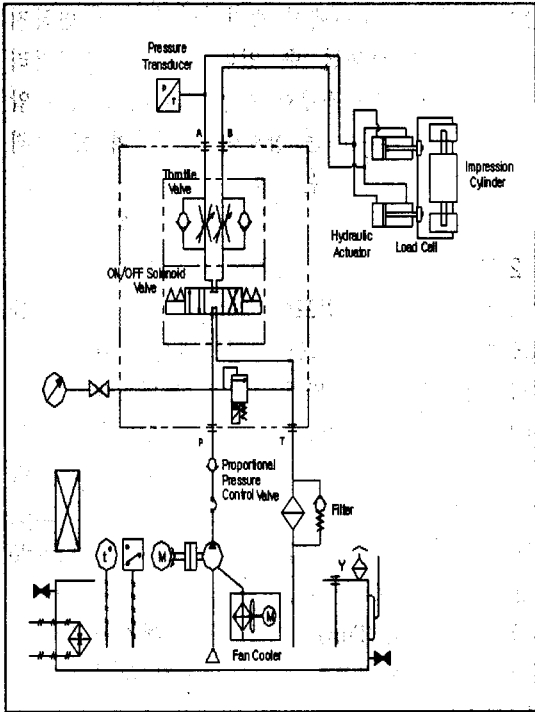 Pressure
Transducer
P
T
A
B
Throttle
Valve
Impression
Cylinder
Hydraulic
Actuator
Load Cell
ON/OFF Solonoid
Valve
P
T
Proportional
Pressure
Control Valve
Filter
t°
M
Y
M
Fan Cooler